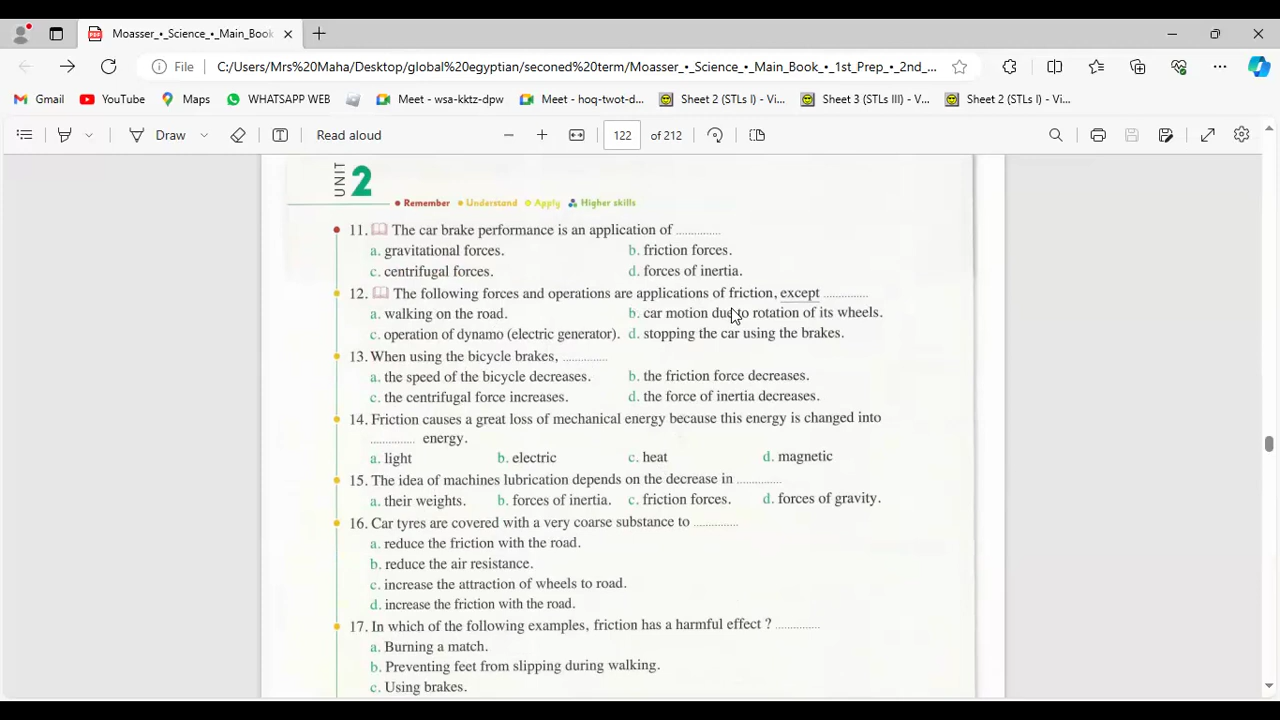 Moasser_•_Science_•_Main_Book
File C:/Users/Mrs%20Maha/Desktop/global%20egyptian/seconed%20term/Moasser_•_Science_•_Main_Book_•_1st_Prep_•_2nd_...
Gmail YouTube Maps WHATSAPP WEB Meet - wsa-kktz-dpw Meet - hoq-twot-d... Sheet 2 (STLs I) - Vi... Sheet 3 (STLs III) - V... Sheet 2 (STLs I) - Vi...
Draw Read aloud 122 of 212
UNIT 2
Remember Understand Apply Higher skills
11. The car brake performance is an application of ..............
a. gravitational forces. b. friction forces.
c. centrifugal forces. d. forces of inertia.
12. The following forces and operations are applications of friction, except ..............
a. walking on the road. b. car motion due to rotation of its wheels.
c. operation of dynamo (electric generator). d. stopping the car using the brakes.
13. When using the bicycle brakes, ..............
a. the speed of the bicycle decreases. b. the friction force decreases.
c. the centrifugal force increases. d. the force of inertia decreases.
14. Friction causes a great loss of mechanical energy because this energy is changed into
.............. energy.
a. light b. electric c. heat d. magnetic
15. The idea of machines lubrication depends on the decrease in ..............
a. their weights. b. forces of inertia. c. friction forces. d. forces of gravity.
16. Car tyres are covered with a very coarse substance to ..............
a. reduce the friction with the road.
b. reduce the air resistance.
c. increase the attraction of wheels to road.
d. increase the friction with the road.
17. In which of the following examples, friction has a harmful effect ? ..............
a. Burning a match.
b. Preventing feet from slipping during walking.
c. Using brakes.